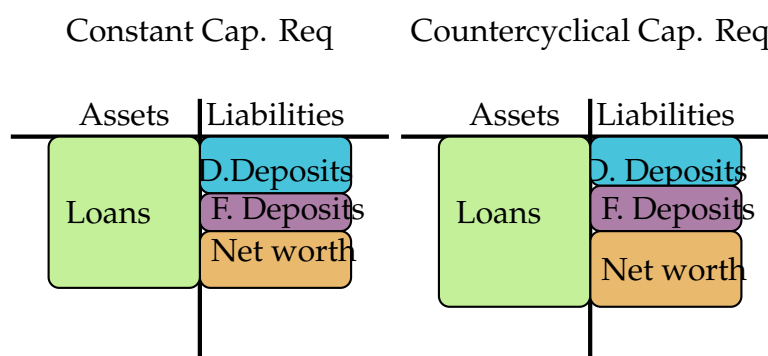 Constant Cap. Req
Assets
Liabilities
Loans
D.Deposits
F. Deposits
Net worth
Countercyclical Cap. Req
Assets
Liabilities
Loans
D. Deposits
F. Deposits
Net worth